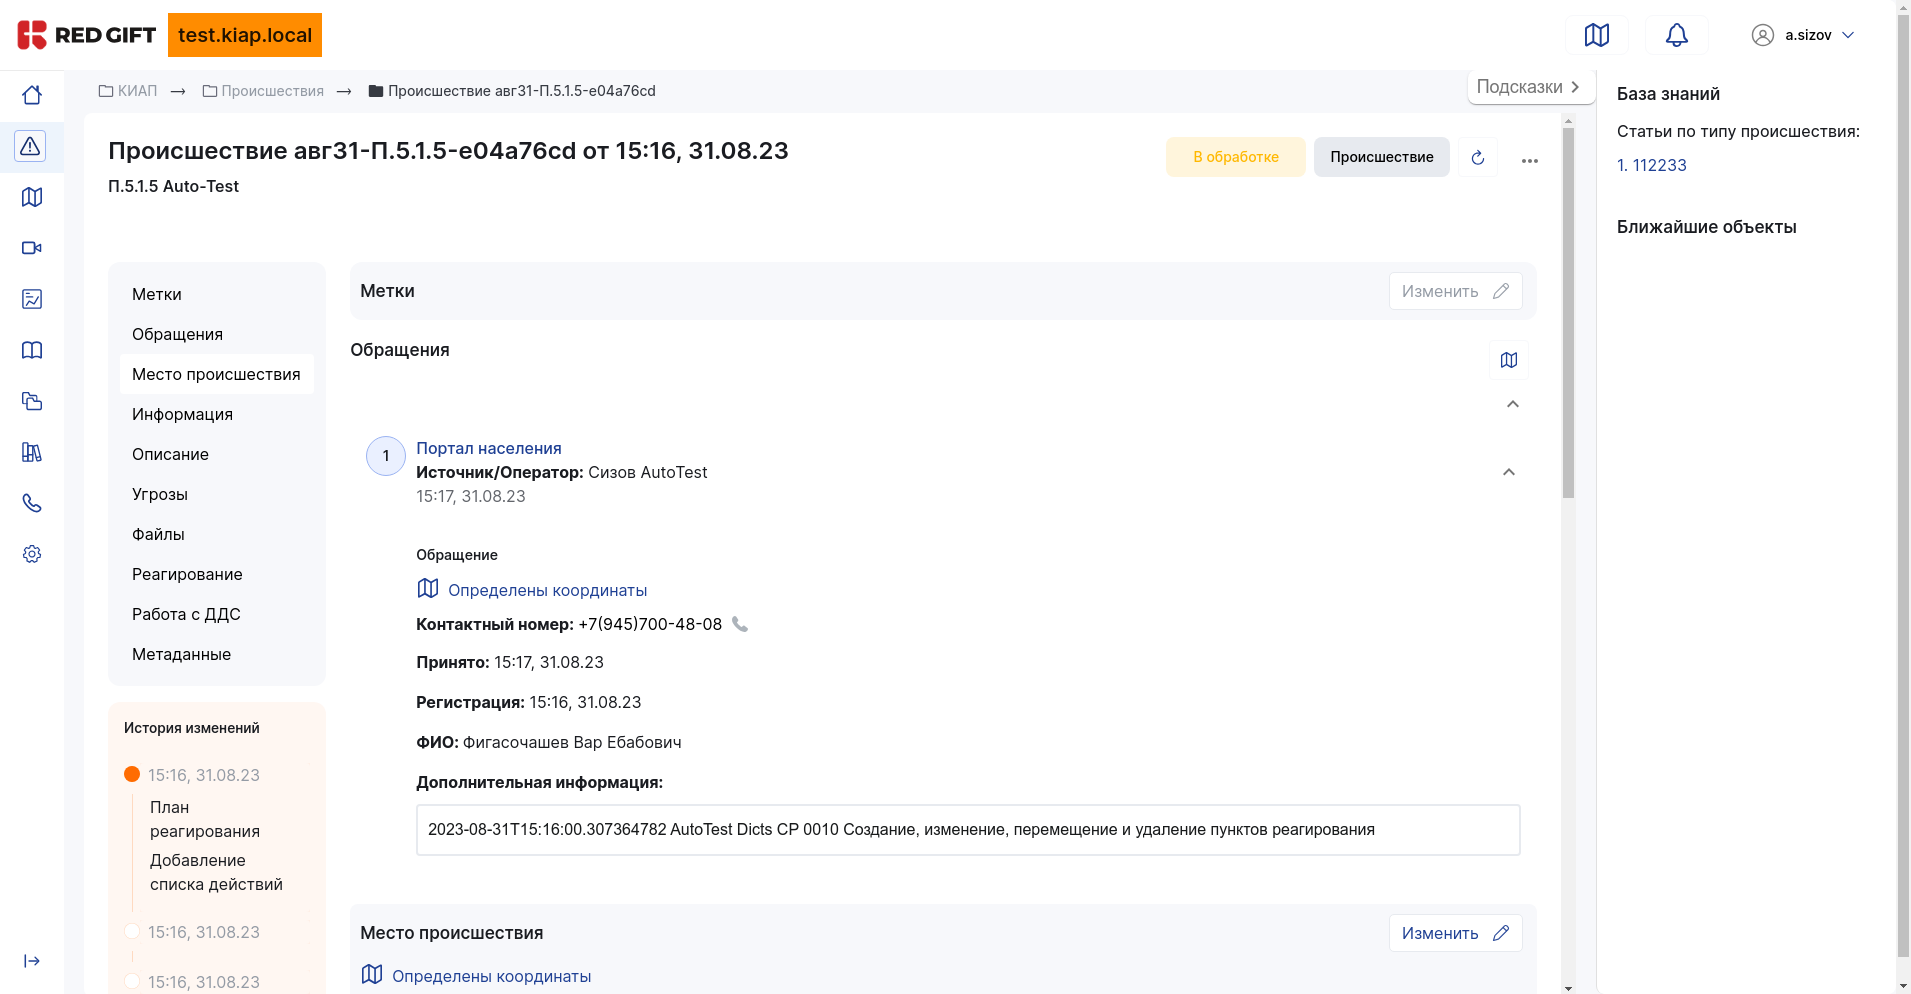 RED GIFT
test.kiap.local
a.sizov
КИАП → Происшествия → Происшествие авг31-П.5.1.5-e04a76cd
Подсказки
Происшествие авг31-П.5.1.5-e04a76cd от 15:16, 31.08.23
П.5.1.5 Auto-Test
В обработке
Происшествие
Метки
Обращения
Место происшествия
Информация
Описание
Угрозы
Файлы
Реагирование
Работа с ДДС
Метаданные
История изменений
15:16, 31.08.23
План
реагирования
Добавление
списка действий
15:16, 31.08.23
15:16, 31.08.23
Метки
Изменить
Обращения
1
Портал населения
Источник/Оператор: Сизов AutoTest
15:17, 31.08.23
Обращение
Определены координаты
Контактный номер: +7(945)700-48-08
Принято: 15:17, 31.08.23
Регистрация: 15:16, 31.08.23
ФИО: Фигасочашев Вар Ебабович
Дополнительная информация:
2023-08-31T15:16:00.307364782 AutoTest Dicts CP 0010 Создание, изменение, перемещение и удаление пунктов реагирования
Место происшествия
Изменить
Определены координаты
База знаний
Статьи по типу происшествия:
1. 112233
Ближайшие объекты